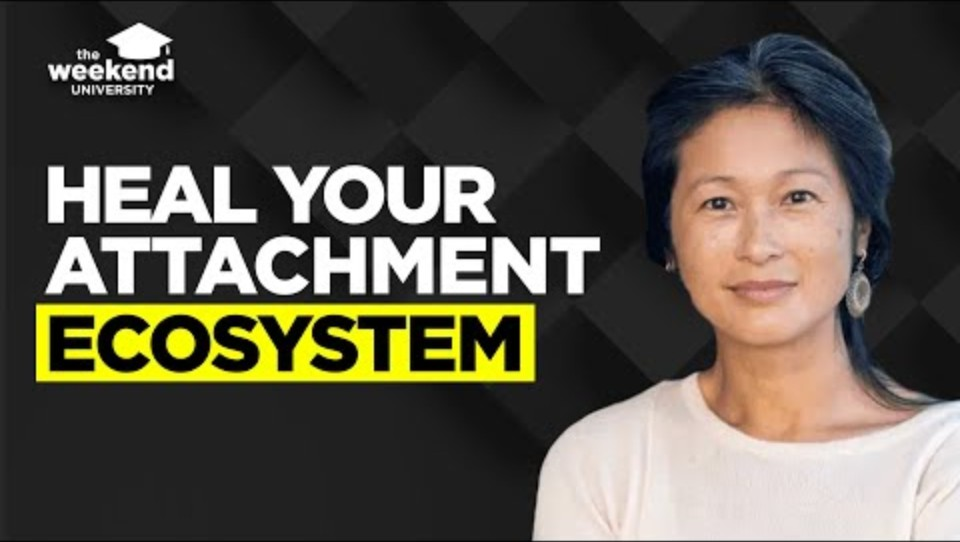 the
weekend
UNIVERSITY
HEAL YOUR
ATTACHMENT
ECOSYSTEM